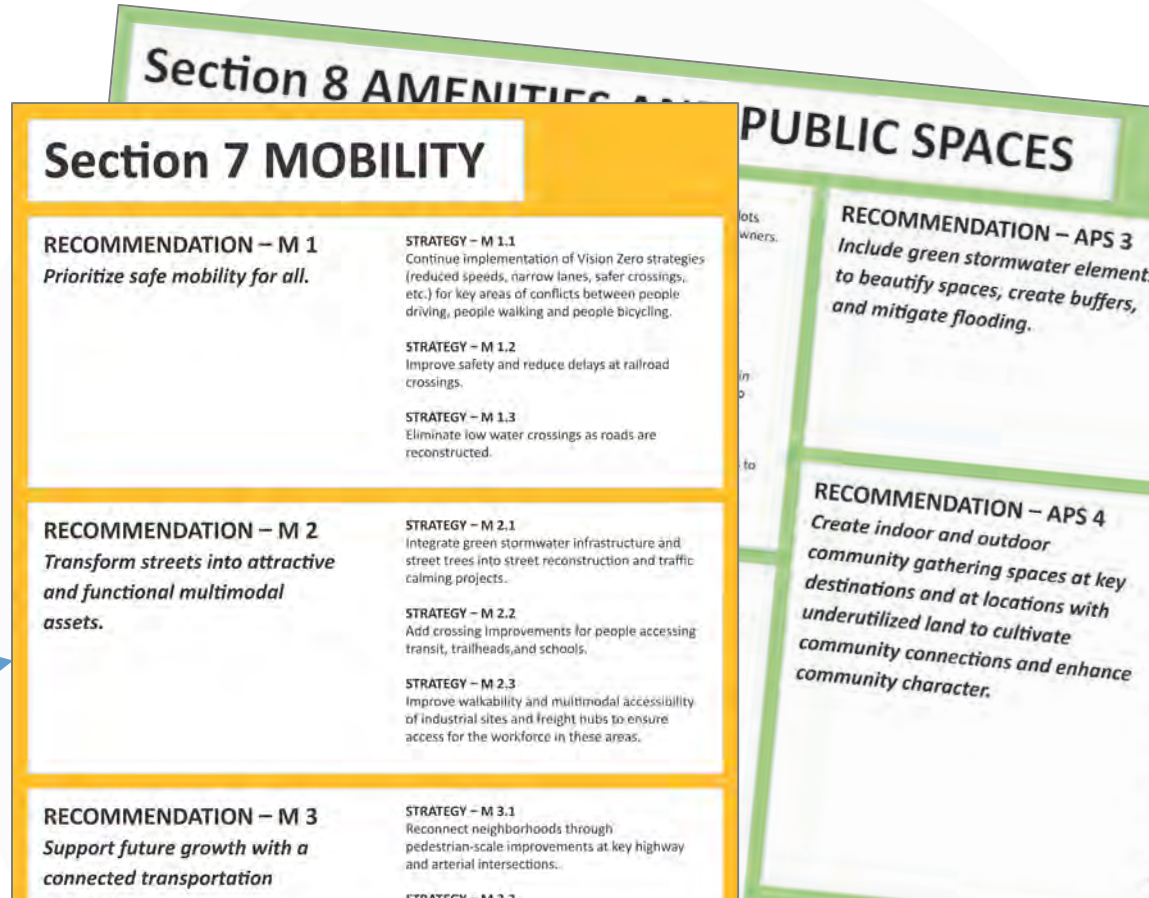 Section 8 AMENITIES AND PUBLIC SPACES
Section 7 MOBILITY
RECOMMENDATION – M 1
Prioritize safe mobility for all.
STRATEGY – M 1.1
Continue implementation of Vision Zero strategies
(reduced speeds, narrow lanes, safer crossings,
etc.) for key areas of conflicts between people
driving, people walking and people bicycling.
STRATEGY – M 1.2
Improve safety and reduce delays at railroad
crossings.
STRATEGY – M 1.3
Eliminate low water crossings as roads are
reconstructed.
RECOMMENDATION – M 2
Transform streets into attractive
and functional multimodal
assets.
STRATEGY – M 2.1
Integrate green stormwater infrastructure and
street trees into street reconstruction and traffic
calming projects.
STRATEGY – M 2.2
Add crossing improvements for people accessing
transit, trailheads,and schools.
STRATEGY – M 2.3
Improve walkability and multimodal accessibility
of industrial sites and freight hubs to ensure
access for the workforce in these areas.
RECOMMENDATION – M 3
Support future growth with a
connected transportation
STRATEGY – M 3.1
Reconnect neighborhoods through
pedestrian-scale improvements at key highway
and arterial intersections.
lots
wners.
in
to
RECOMMENDATION – APS 3
Include green stormwater elements
to beautify spaces, create buffers,
and mitigate flooding.
RECOMMENDATION – APS 4
Create indoor and outdoor
community gathering spaces at key
destinations and at locations with
underutilized land to cultivate
community connections and enhance
community character.